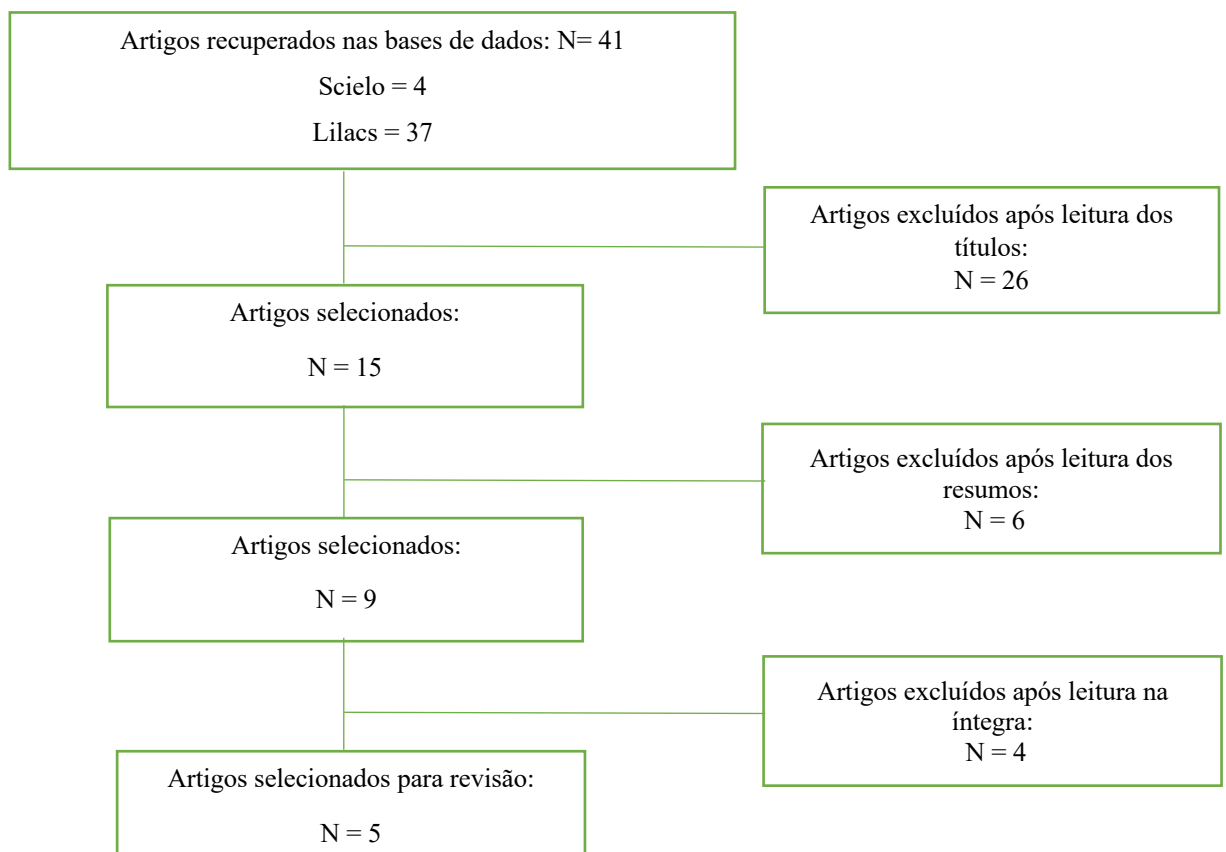 Artigos recuperados nas bases de dados: N= 41
Scielo = 4
Lilacs = 37
Artigos excluídos após leitura dos
títulos:
N = 26
Artigos selecionados:
N = 15
Artigos excluídos após leitura dos
resumos:
N = 6
Artigos selecionados:
N = 9
Artigos excluídos após leitura na
íntegra:
N = 4
Artigos selecionados para revisão:
N = 5